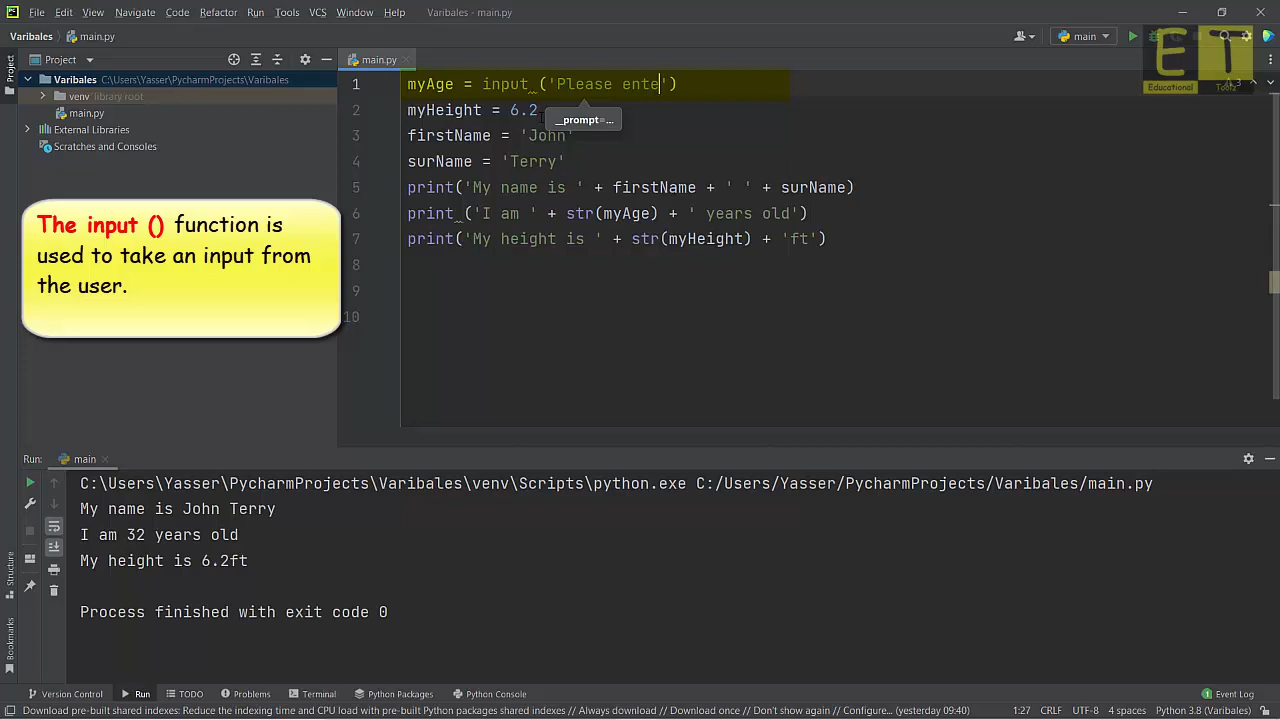 File Edit View Navigate Code Refactor Run Tools VCS Window Help Varibales - main.py
Varibales main.py main
Project main.py
Varibales C:\Users\Yasser\PycharmProjects\Varibales
venv library root
main.py
External Libraries
Scratches and Consoles
Project
1 myAge = input ('Please ente')
_prompt=...
2 myHeight = 6.2
3 firstName = 'John'
4 surName = 'Terry'
5 print('My name is ' + firstName + ' ' + surName)
6 print ('I am ' + str(myAge) + ' years old')
7 print('My height is ' + str(myHeight) + 'ft')
8
9
10
ET
Educational Toolz
3
The input () function is
used to take an input from
the user.
Run: main
C:\Users\Yasser\PycharmProjects\Varibales\venv\Scripts\python.exe C:/Users/Yasser/PycharmProjects/Varibales/main.py
My name is John Terry
I am 32 years old
My height is 6.2ft
Process finished with exit code 0
Structure
Bookmarks
Version Control Run TODO Problems Terminal Python Packages Python Console Event Log
Download pre-built shared indexes: Reduce the indexing time and CPU load with pre-built Python packages shared indexes // Always download // Download once // Don't show again // Configure... (yesterday 09:40) 1:27 CRLF UTF-8 4 spaces Python 3.8 (Varibales)